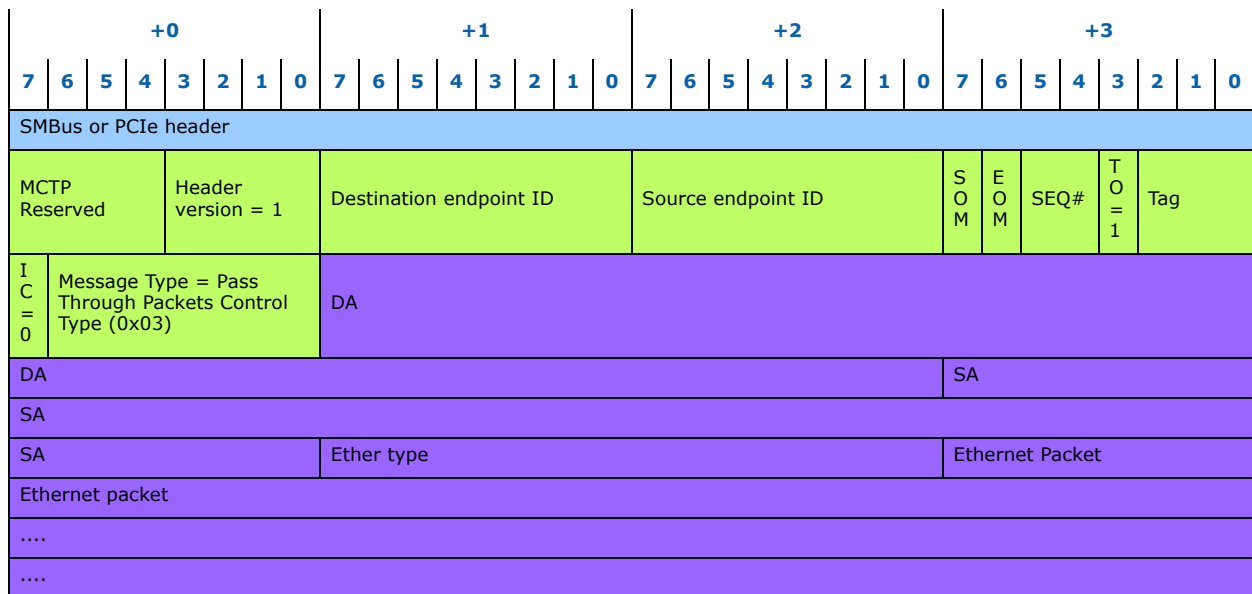 +0 +1 +2 +3
7 6 5 4 3 2 1 0 7 6 5 4 3 2 1 0 7 6 5 4 3 2 1 0 7 6 5 4 3 2 1 0
SMBus or PCIe header
MCTP
Reserved
Header
version = 1
Destination endpoint ID
Source endpoint ID
S
O
M
E
O
M
SEQ#
T
O
=
1
Tag
I
C
=
0
Message Type = Pass
Through Packets Control
Type (0x03)
DA
DA SA
SA
SA Ether type Ethernet Packet
Ethernet packet
....
....